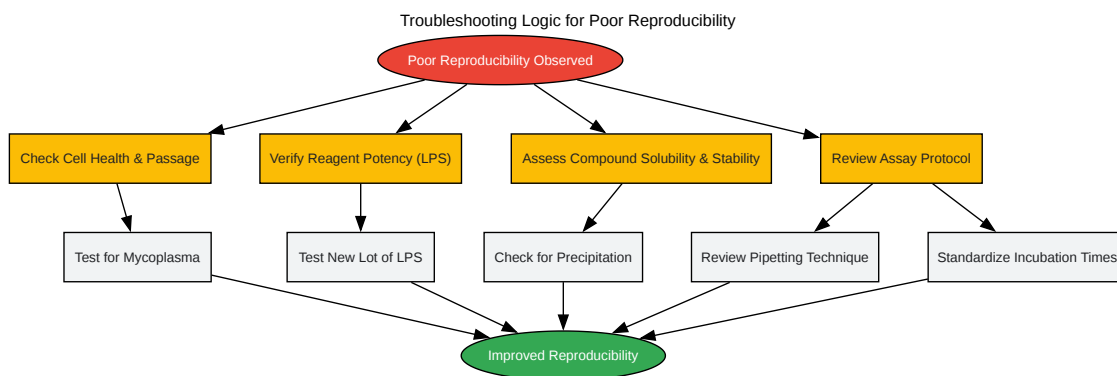 Troubleshooting Logic for Poor Reproducibility
Poor Reproducibility Observed
Check Cell Health & Passage
Verify Reagent Potency (LPS)
Assess Compound Solubility & Stability
Review Assay Protocol
Test for Mycoplasma
Test New Lot of LPS
Check for Precipitation
Review Pipetting Technique
Standardize Incubation Times
Improved Reproducibility